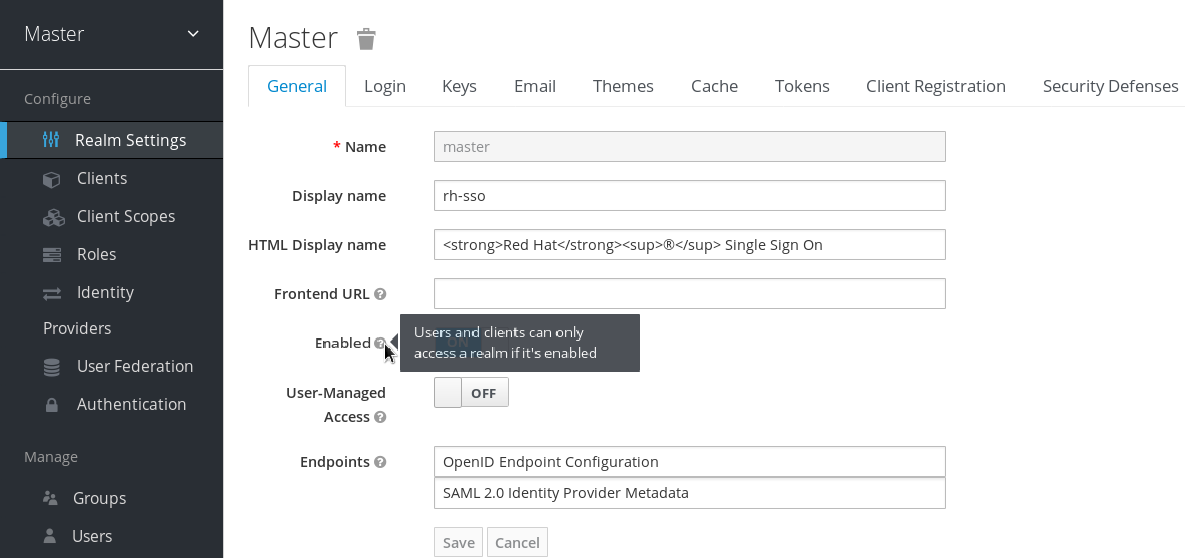 Master
Configure
Realm Settings
Clients
Client Scopes
Roles
Identity
Providers
User Federation
Authentication
Manage
Groups
Users
Master
General Login Keys Email Themes Cache Tokens Client Registration Security Defenses
* Name master
Display name rh-sso
HTML Display name <strong>Red Hat</strong><sup>®</sup> Single Sign On
Frontend URL ?
Enabled ? ON
Users and clients can only
access a realm if it's enabled
User-Managed
Access ? OFF
Endpoints ? OpenID Endpoint Configuration
SAML 2.0 Identity Provider Metadata
Save Cancel